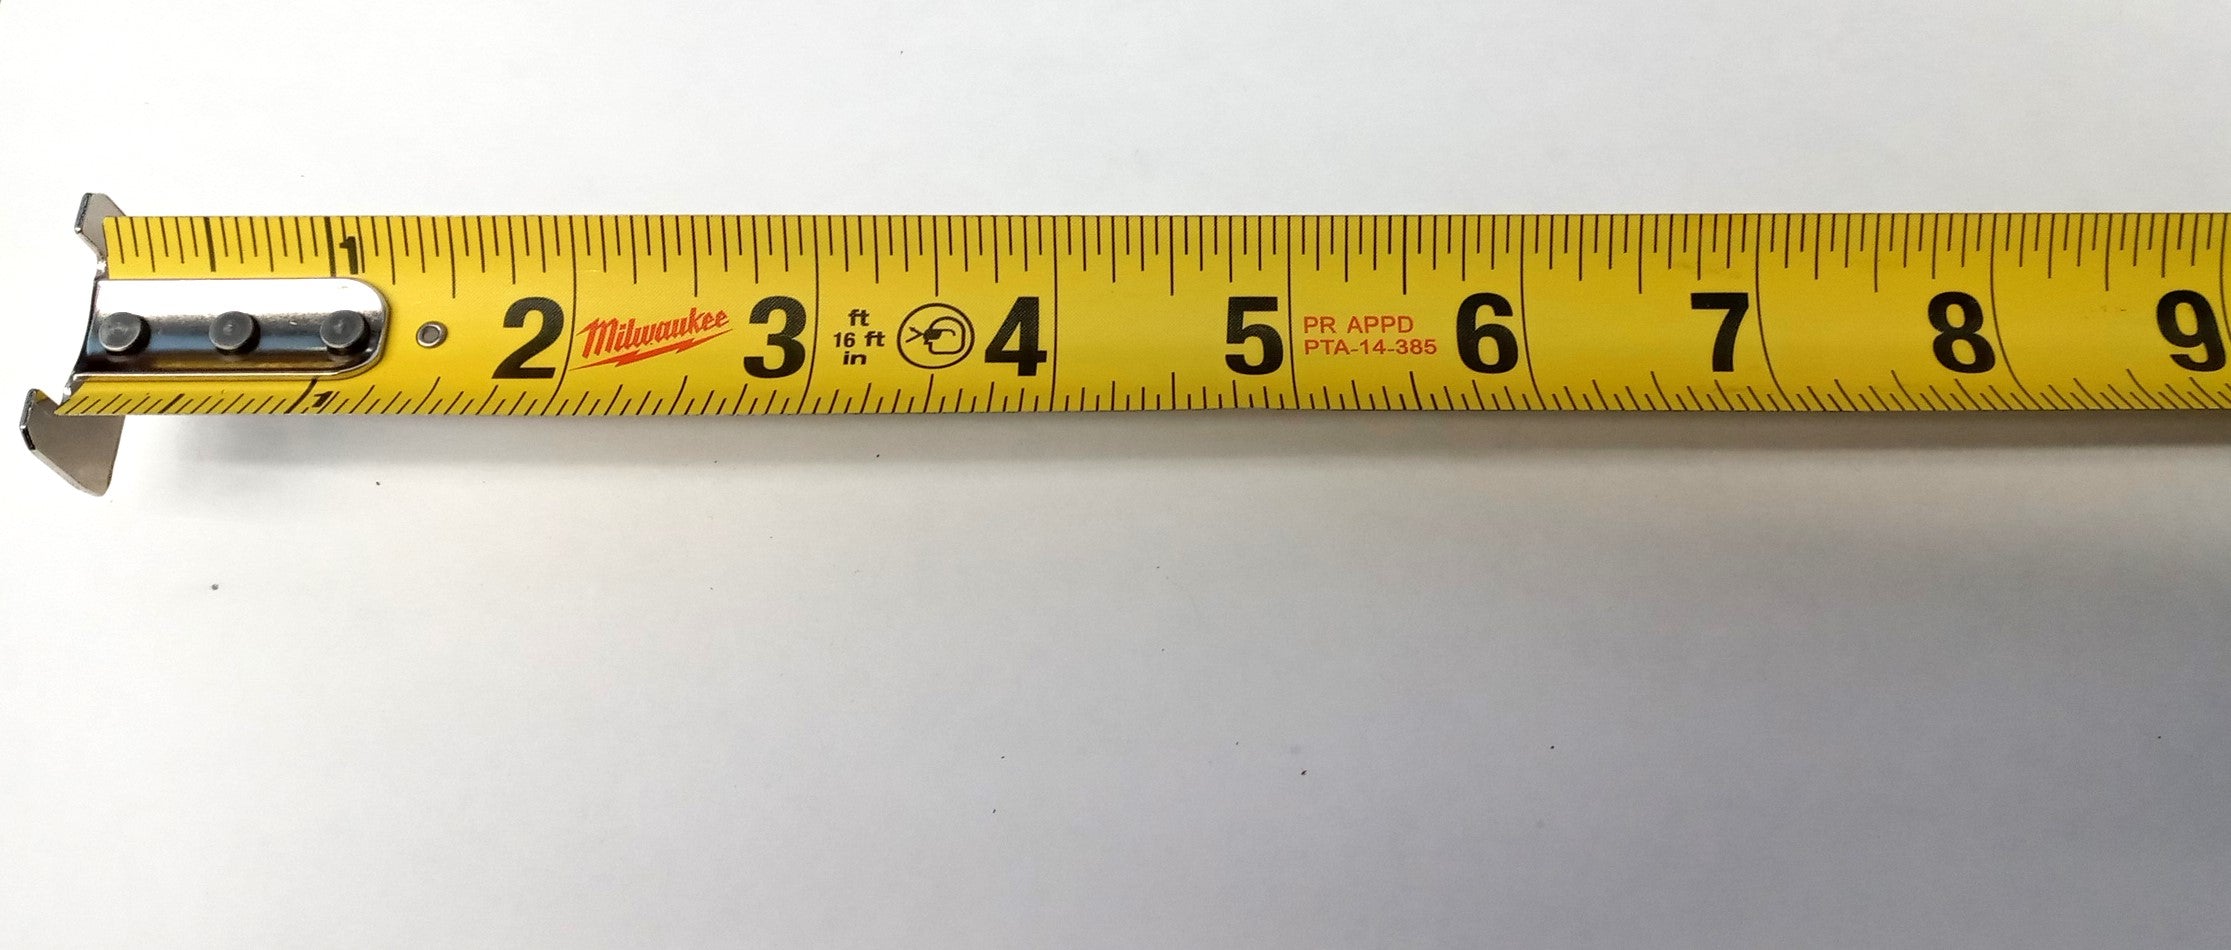 1
2 Milwaukee 3 ft 4 5 PR APPD 6 7 8 9
16 ft PTA-14-385
in
1